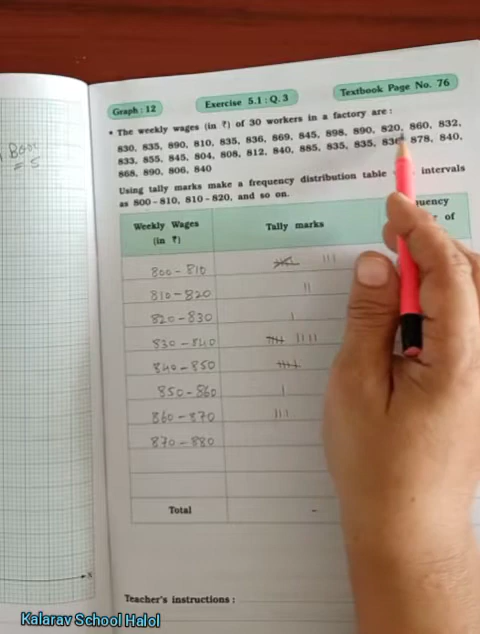 Bose
= 5
Graph : 12
Exercise 5.1 : Q. 3
Textbook Page No. 76
• The weekly wages (in ₹) of 30 workers in a factory are :
830, 835, 890, 810, 835, 836, 869, 845, 898, 890, 820, 860, 832,
833, 855, 845, 804, 808, 812, 840, 885, 835, 835, 836, 878, 840,
868, 890, 806, 840
Using tally marks make a frequency distribution table intervals
as 800 – 810, 810 – 820, and so on.
Weekly Wages
(in ₹)
Tally marks
of
800 – 810
810 – 820
820 – 830
830 – 840
840 – 850
850 – 860
860 – 870
870 – 880
Total
–
Teacher's instructions :
X
Kalarav School Halol